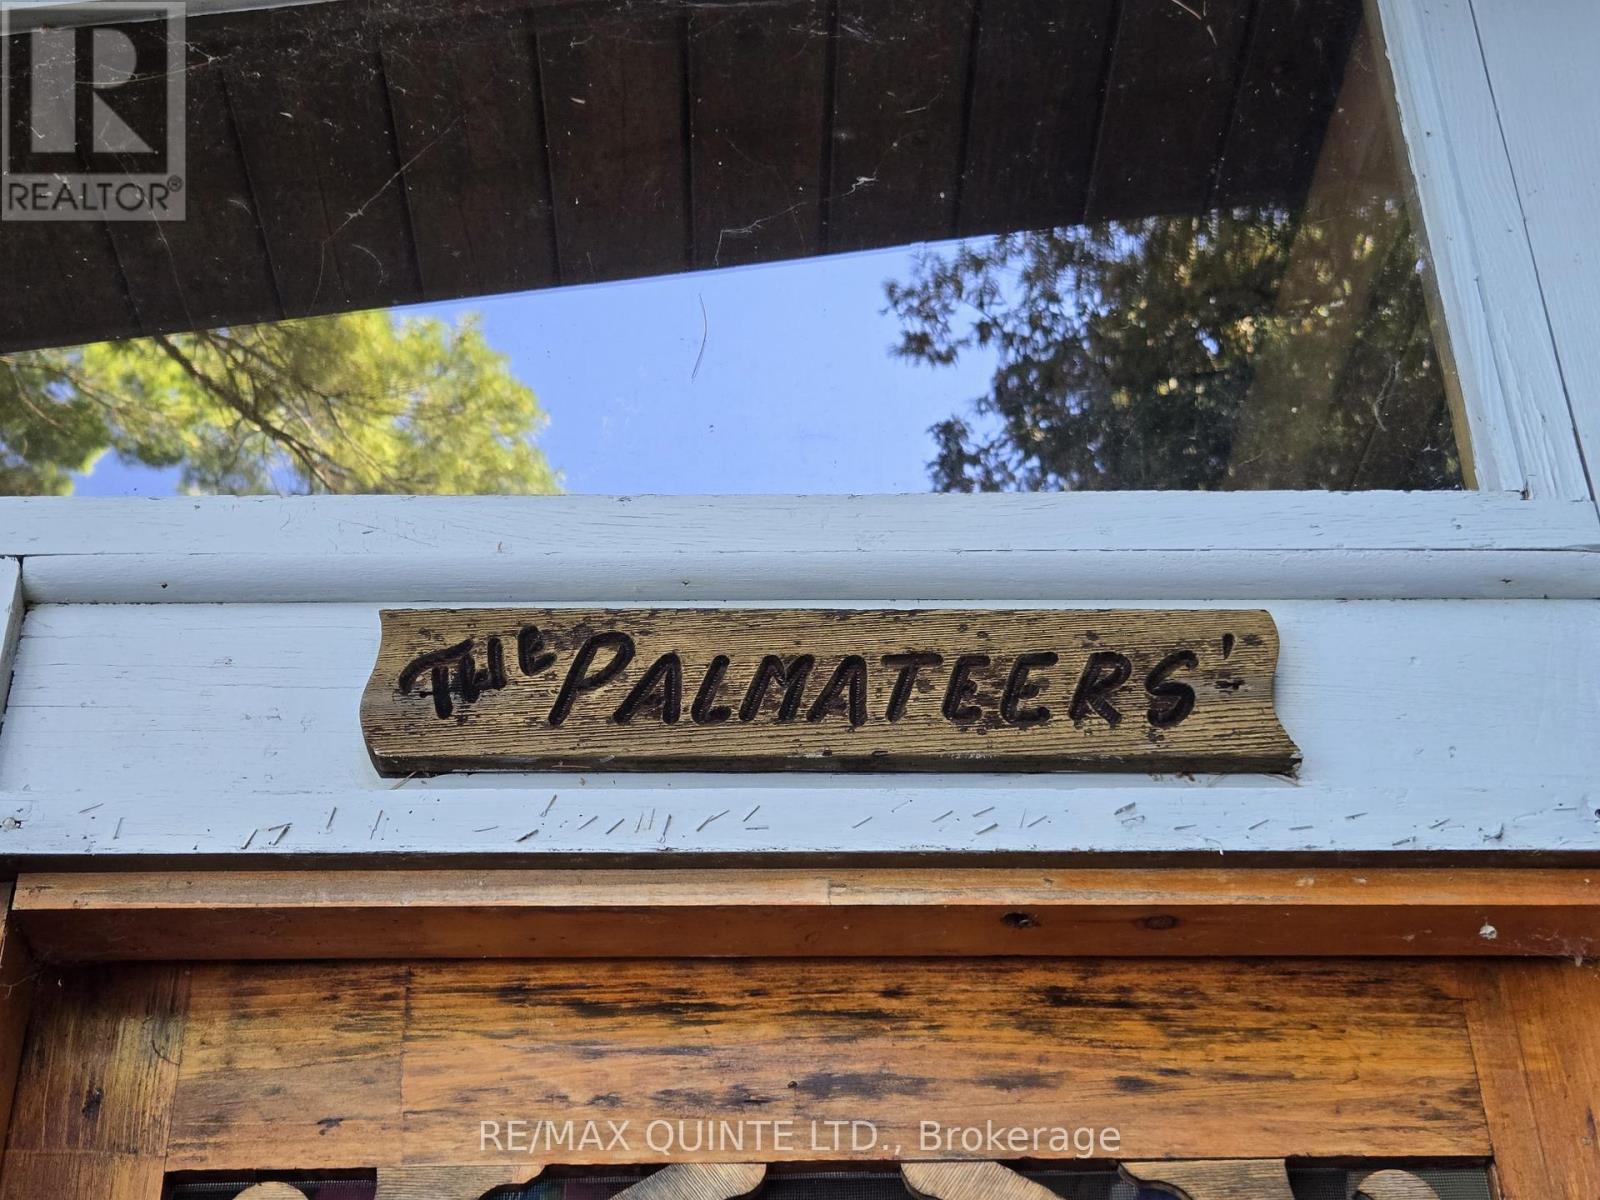 REALTOR®
THE PALMATEERS'
RE/MAX QUINTE LTD., Brokerage